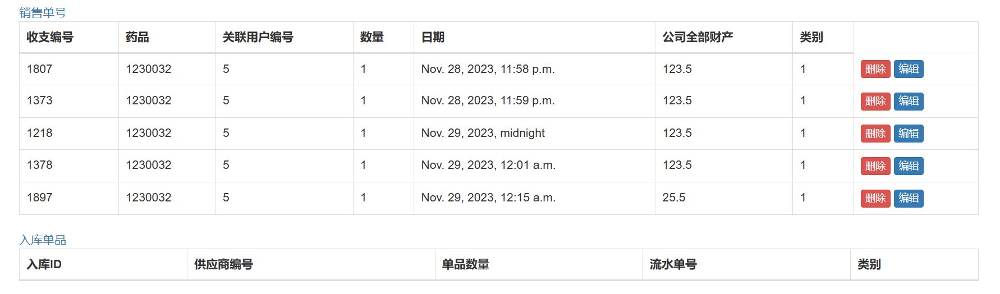 销售单号
收支编号 药品 关联用户编号 数量 日期 公司全部财产 类别
1807 1230032 5 1 Nov. 28, 2023, 11:58 p.m. 123.5 1 删除 编辑
1373 1230032 5 1 Nov. 28, 2023, 11:59 p.m. 123.5 1 删除 编辑
1218 1230032 5 1 Nov. 29, 2023, midnight 123.5 1 删除 编辑
1378 1230032 5 1 Nov. 29, 2023, 12:01 a.m. 123.5 1 删除 编辑
1897 1230032 5 1 Nov. 29, 2023, 12:15 a.m. 25.5 1 删除 编辑
入库单品
入库ID 供应商编号 单品数量 流水单号 类别